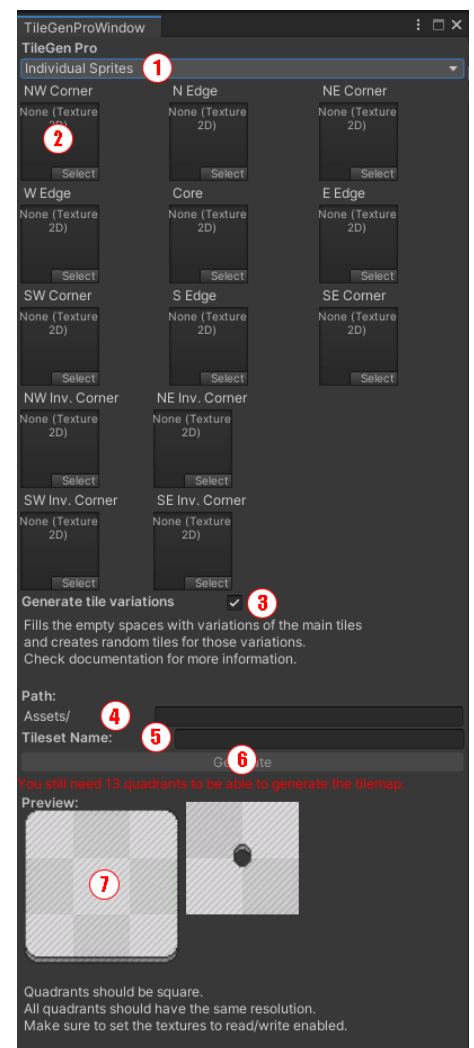 TileGenProWindow
TileGen Pro
Individual Sprites 1
NW Corner N Edge NE Corner
None (Texture None (Texture None (Texture
2 2D) 2D)
Select Select Select
W Edge Core E Edge
None (Texture None (Texture None (Texture
2D) 2D) 2D)
Select Select Select
SW Corner S Edge SE Corner
None (Texture None (Texture None (Texture
2D) 2D) 2D)
Select Select Select
NW Inv. Corner NE Inv. Corner
None (Texture None (Texture
2D) 2D)
Select Select
SW Inv. Corner SE Inv. Corner
None (Texture None (Texture
2D) 2D)
Select Select
Generate tile variations 3
Fills the empty spaces with variations of the main tiles
and creates random tiles for those variations.
Check documentation for more information.
Path:
Assets/ 4
Tileset Name: 5
6
You still need 13 quadrants to be able to generate the tilemap.
Preview:
7
Quadrants should be square.
All quadrants should have the same resolution.
Make sure to set the textures to read/write enabled.